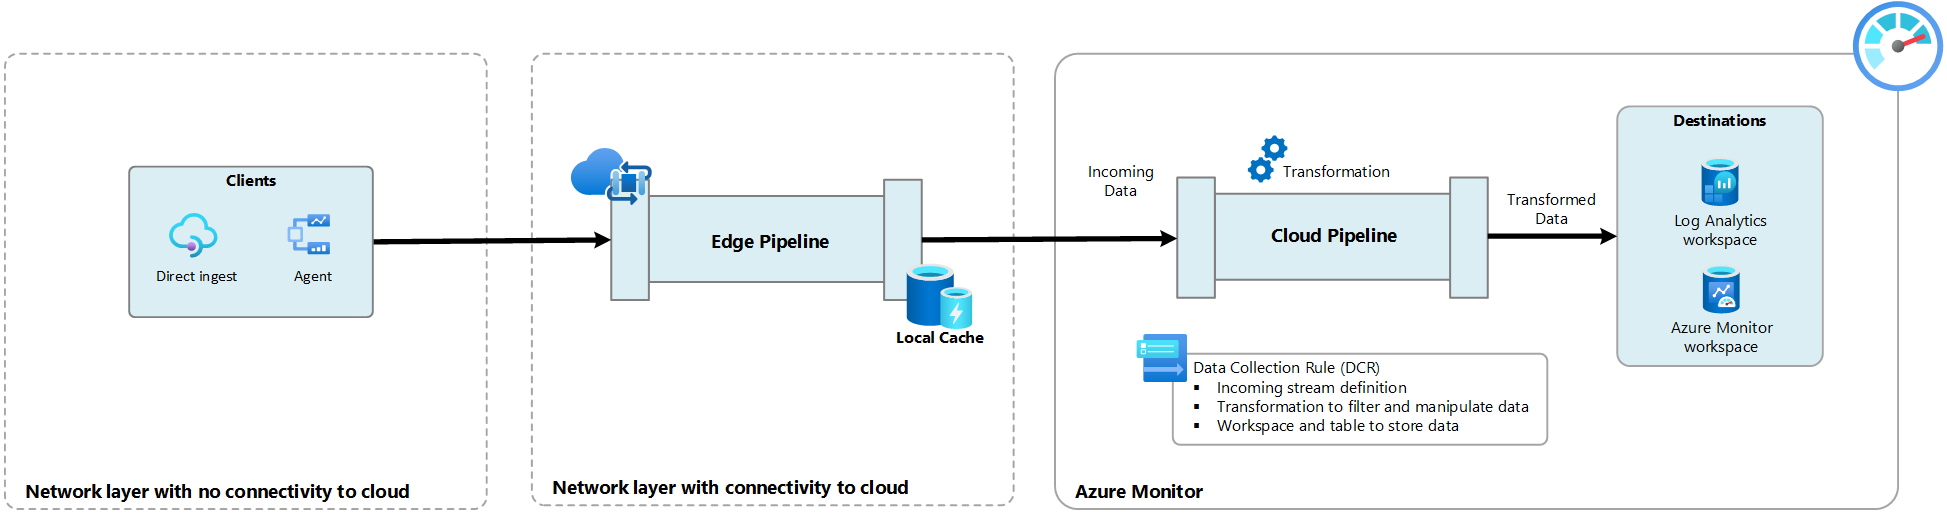 Clients
Direct ingest
Agent
Network layer with no connectivity to cloud
Edge Pipeline
Local Cache
Network layer with connectivity to cloud
Incoming
Data
Transformation
Cloud Pipeline
Transformed
Data
Destinations
Log Analytics
workspace
Azure Monitor
workspace
Data Collection Rule (DCR)
▪ Incoming stream definition
▪ Transformation to filter and manipulate data
▪ Workspace and table to store data
Azure Monitor